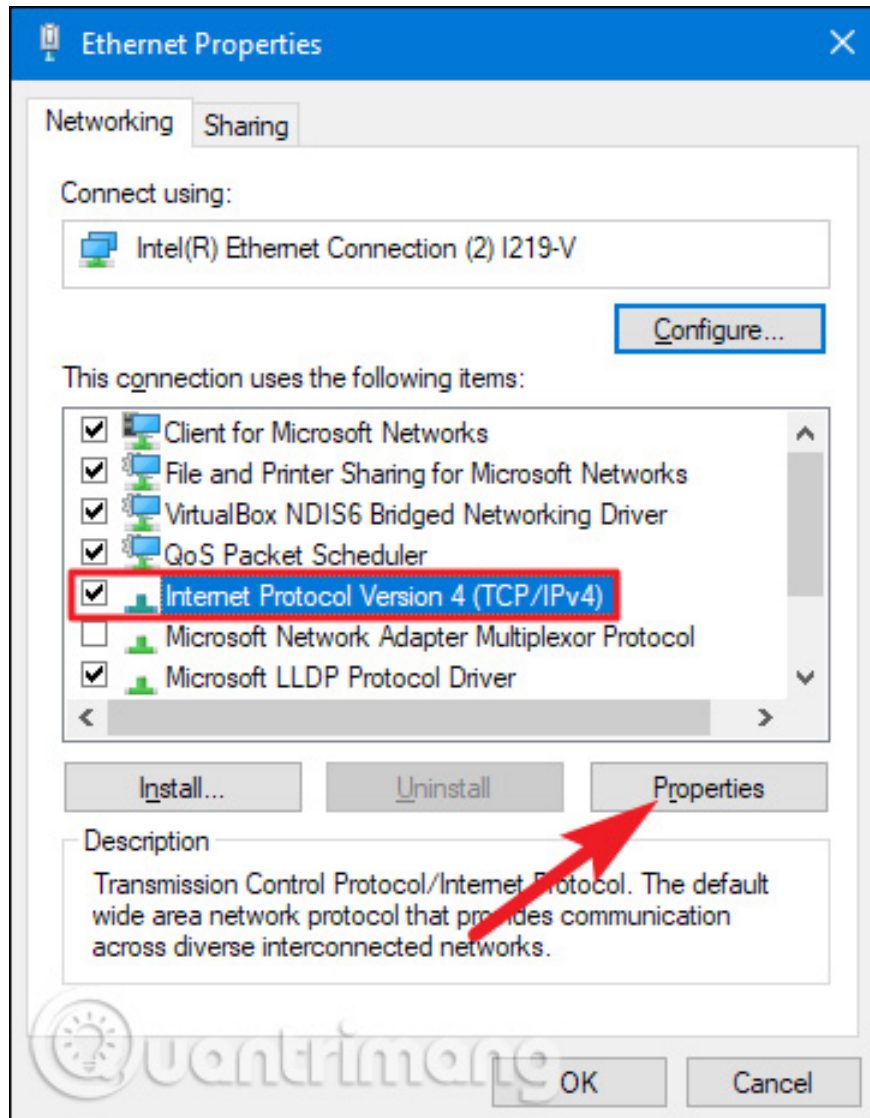 Ethernet Properties
Networking
Sharing
Connect using:
Intel(R) Ethernet Connection (2) I219-V
Configure...
This connection uses the following items:
Client for Microsoft Networks
File and Printer Sharing for Microsoft Networks
VirtualBox NDIS6 Bridged Networking Driver
QoS Packet Scheduler
Internet Protocol Version 4 (TCP/IPv4)
Microsoft Network Adapter Multiplexor Protocol
Microsoft LLDP Protocol Driver
Install...
Uninstall
Properties
Description
Transmission Control Protocol/Internet Protocol. The default
wide area network protocol that provides communication
across diverse interconnected networks.
Quantrimang
OK
Cancel